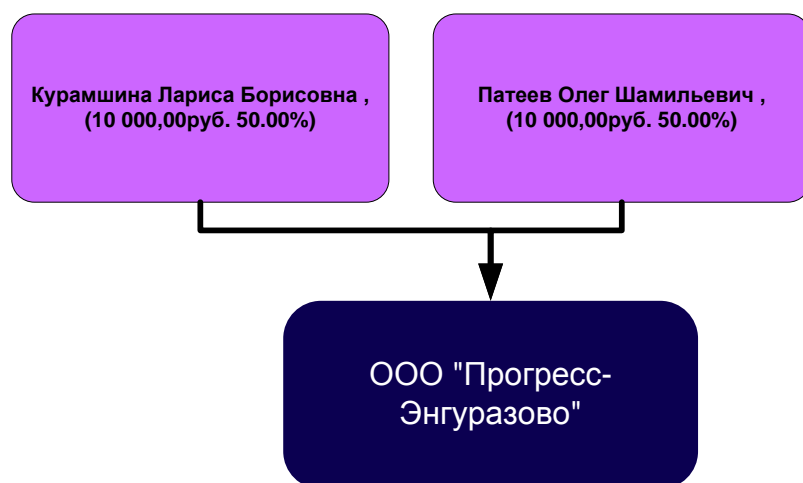 Курамшина Лариса Борисовна ,
(10 000,00руб. 50.00%)
Патеев Олег Шамильевич ,
(10 000,00руб. 50.00%)
ООО "Прогресс-
Энгуразово"